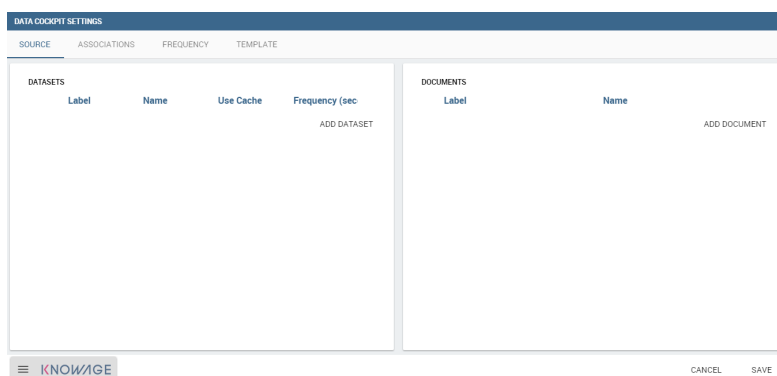 DATA COCKPIT SETTINGS
SOURCE ASSOCIATIONS FREQUENCY TEMPLATE
DATASETS
Label Name Use Cache Frequency (sec
ADD DATASET
DOCUMENTS
Label Name
ADD DOCUMENT
KNOWAGE
CANCEL SAVE